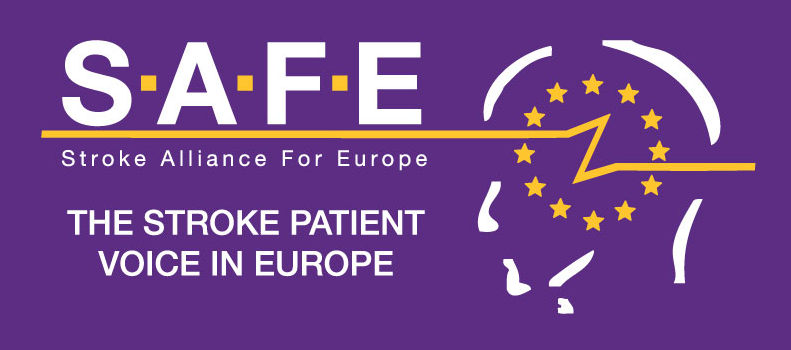 S·A·F·E
Stroke Alliance For Europe
THE STROKE PATIENT
VOICE IN EUROPE